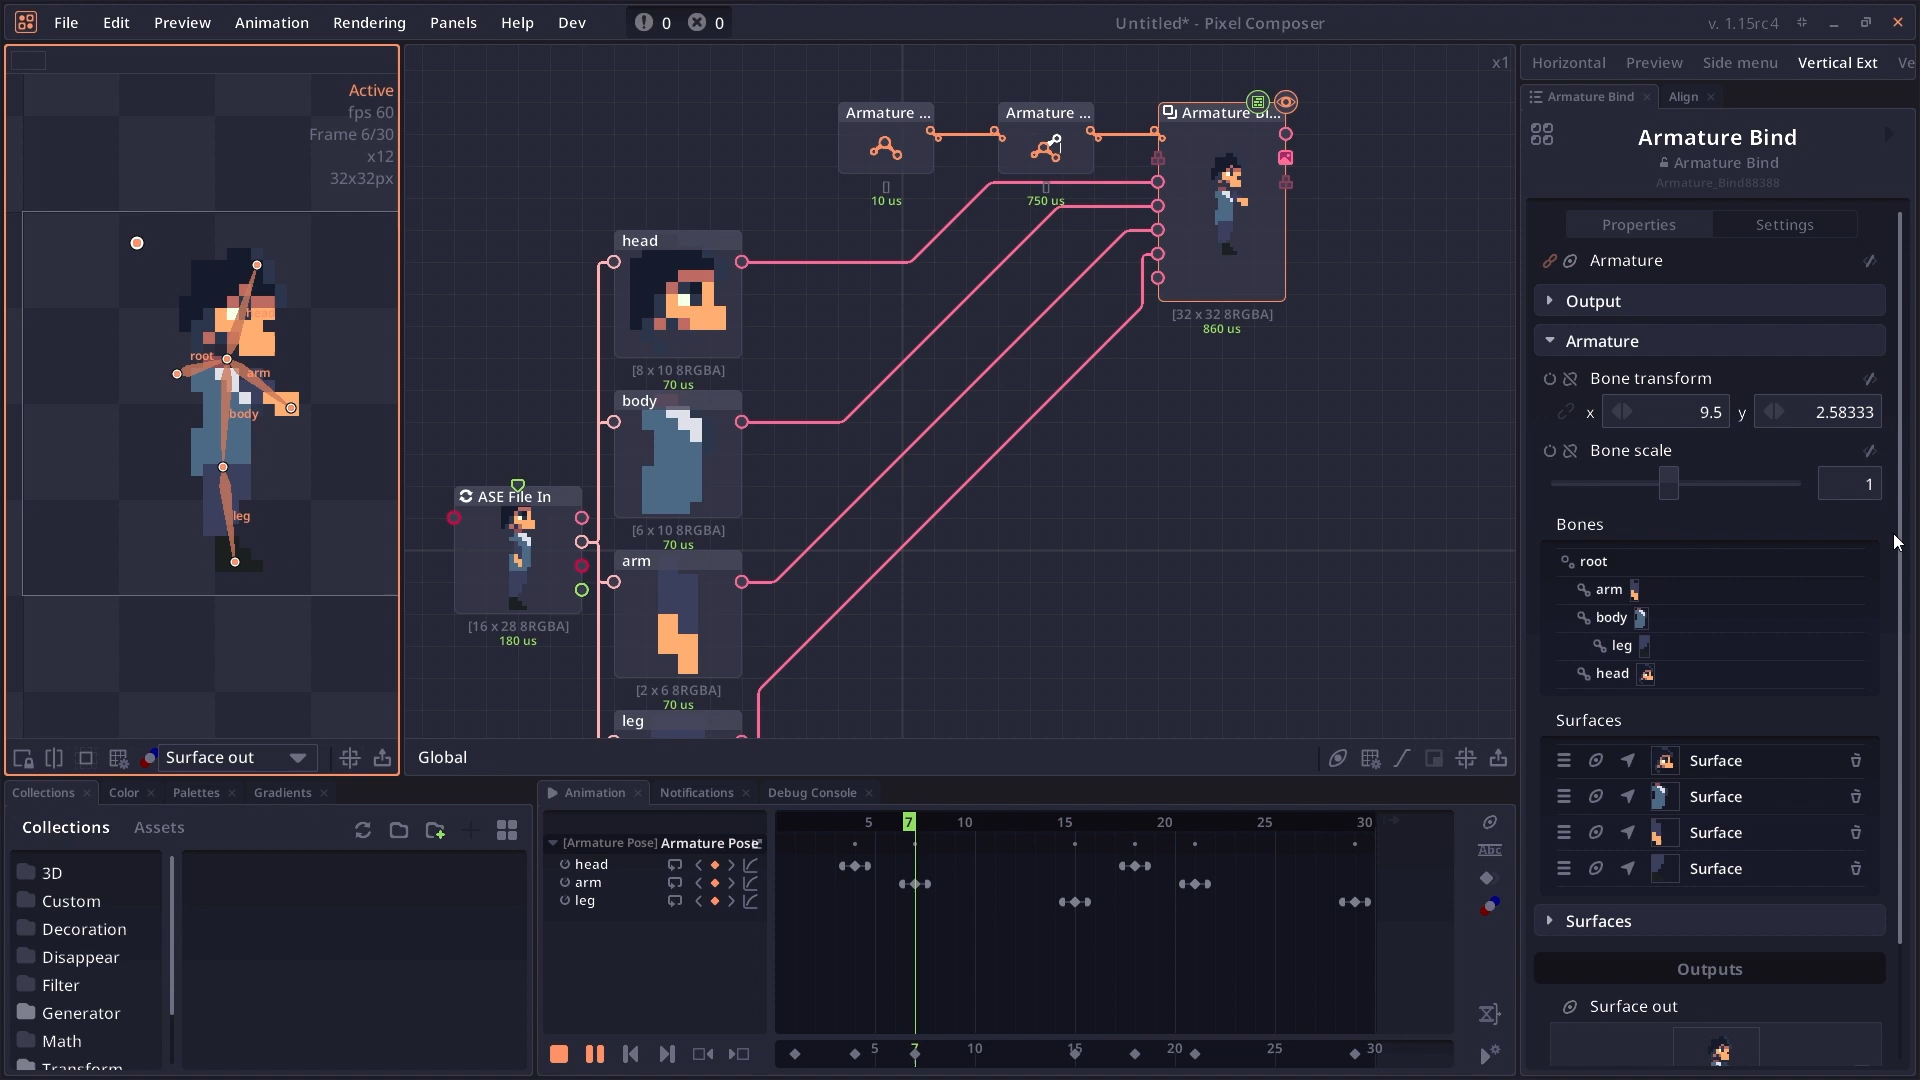 File Edit Preview Animation Rendering Panels Help Dev 0 0 Untitled* - Pixel Composer v. 1.15rc4
Active
fps 60
Frame 6/30
x12
32x32px
head
root
arm
body
leg
Surface out
x1
Armature ...
10 us
Armature ...
750 us
Armature Bi...
[32 x 32 8RGBA]
860 us
head
[8 x 10 8RGBA]
70 us
body
[6 x 10 8RGBA]
70 us
arm
[2 x 6 8RGBA]
70 us
leg
ASE File In
[16 x 28 8RGBA]
180 us
Global
Horizontal Preview Side menu Vertical Ext Ve
Armature Bind Align
Armature Bind
Armature Bind
Armature_Bind88388
Properties Settings
Armature
Output
Armature
Bone transform
x 9.5 y 2.58333
Bone scale
1
Bones
root
arm
body
leg
head
Surfaces
Surface
Surface
Surface
Surface
Surfaces
Outputs
Surface out
Collections Color Palettes Gradients
Collections Assets
3D
Custom
Decoration
Disappear
Filter
Generator
Math
Transform
Animation Notifications Debug Console
5 7 10 15 20 25 30
[Armature Pose] Armature Pose
head
arm
leg
Abc
5 7 10 15 20 25 30